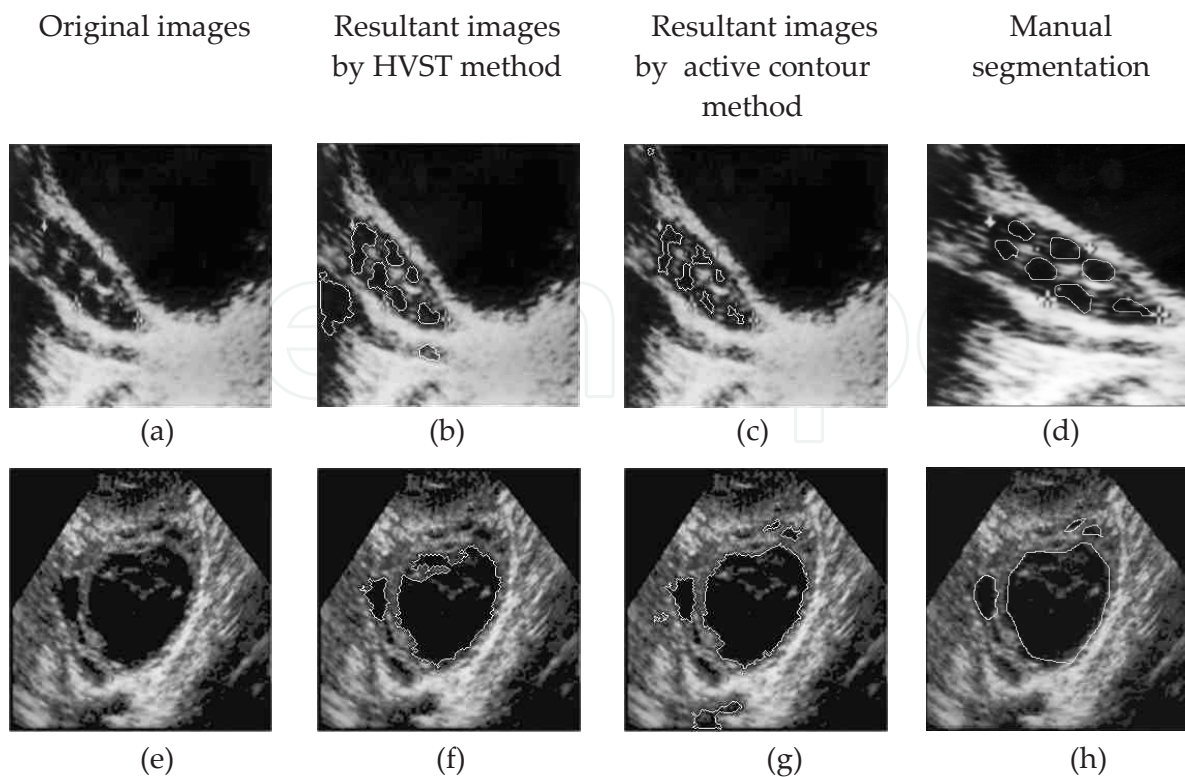 Original images
Resultant images
by HVST method
Resultant images
by active contour
method
Manual
segmentation
(a)
(b)
(c)
(d)
(e)
(f)
(g)
(h)